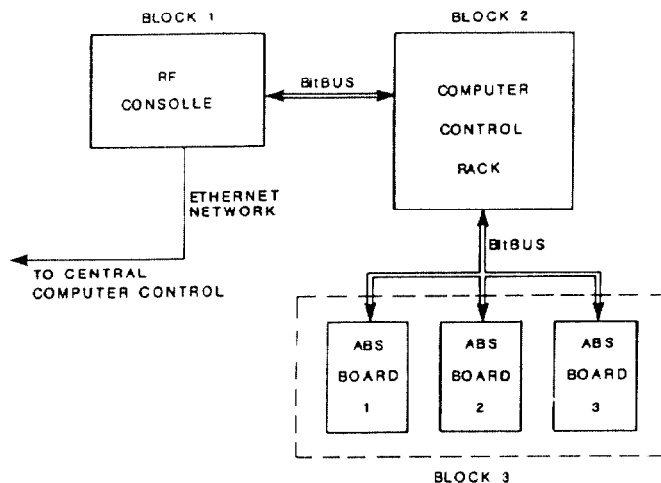 BLOCK 1
RF
CONSOLLE
BitBUS
BLOCK 2
COMPUTER
CONTROL
RACK
ETHERNET
NETWORK
TO CENTRAL
COMPUTER CONTROL
BitBUS
ABS
BOARD
1
ABS
BOARD
2
ABS
BOARD
3
BLOCK 3